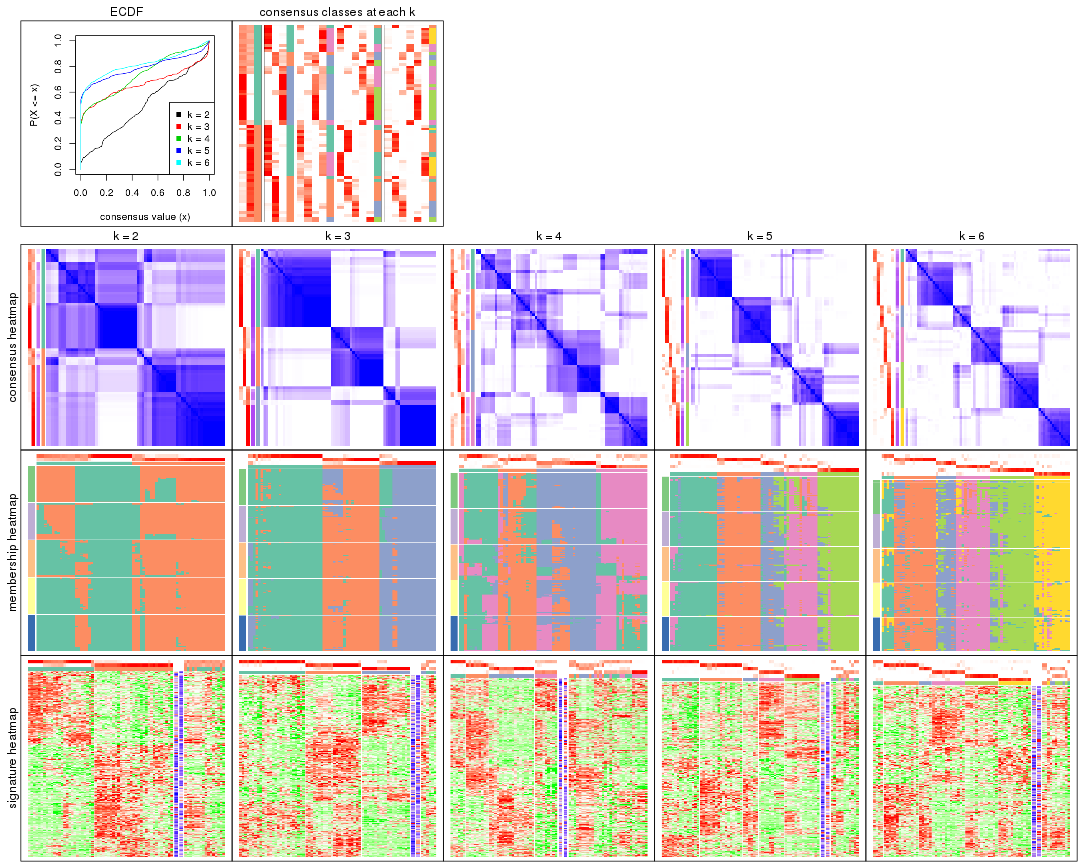 ECDF
consensus classes at each k
P(X <= x)
0.0 0.2 0.4 0.6 0.8 1.0
k = 2
k = 3
k = 4
k = 5
k = 6
0.0 0.2 0.4 0.6 0.8 1.0
consensus value (x)
k = 2 k = 3 k = 4 k = 5 k = 6
consensus heatmap
membership heatmap
signature heatmap